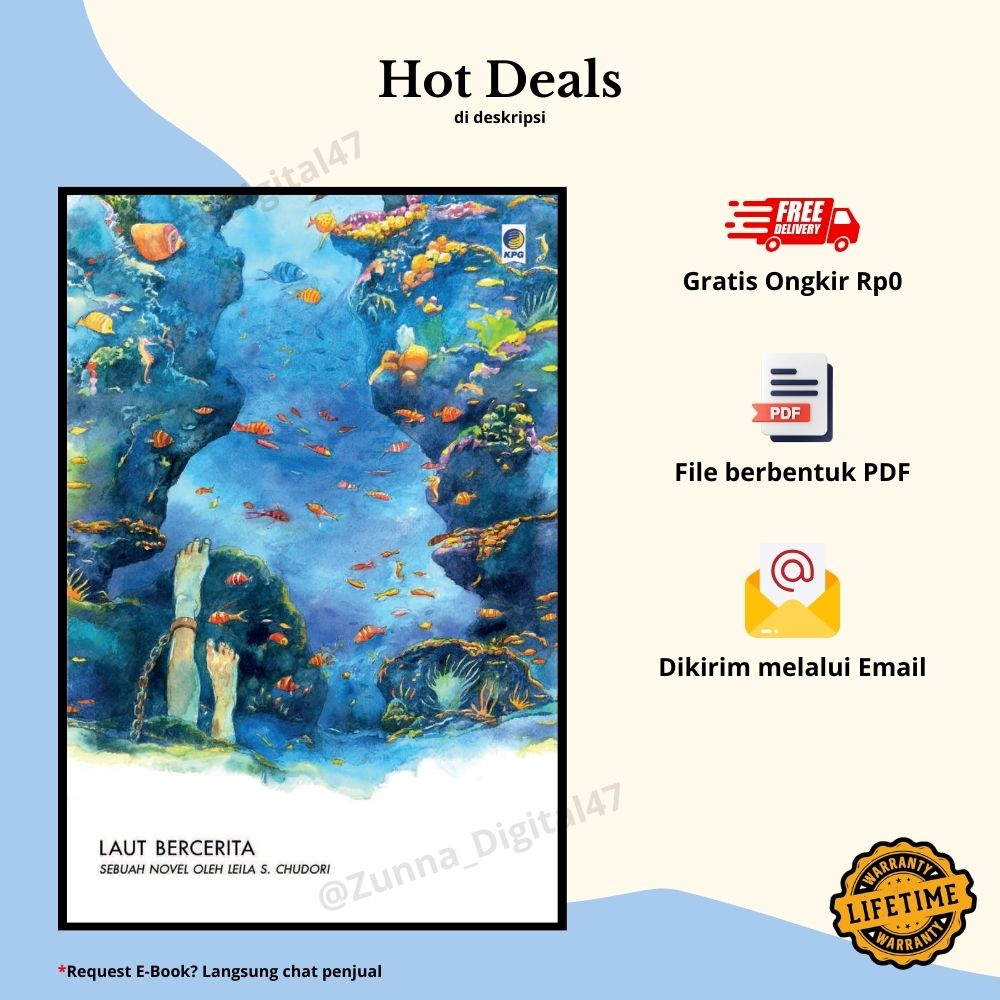 Hot Deals
di deskripsi
gital47
KPG
FREE
DELIVERY
Gratis Ongkir Rp0
PDF
File berbentuk PDF
@
Dikirim melalui Email
LAUT BERCERITA
SEBUAH NOVEL OLEH LEILA S. CHUDORI
@Zunna_Digital47
WARRANTY
LIFETIME
WARRANTY
*Request E-Book? Langsung chat penjual